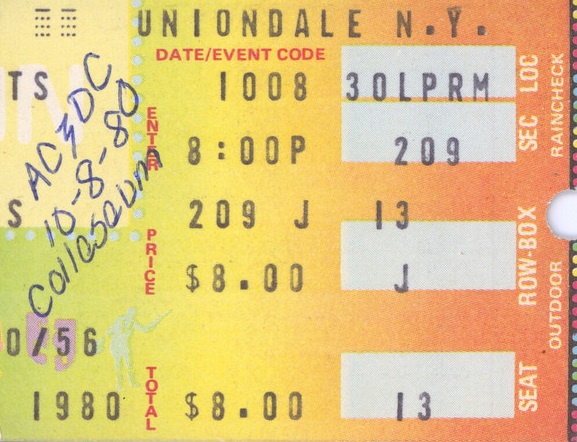 UNIONDALE N.Y.
DATE/EVENT CODE
TS 1008 30LPRM LOC
AC⚡DC
10-8-80
Collaseum
ENTER 8:00P 209 SEC
RAINCHECK
S 209 J 13
PRICE $8.00 J ROW-BOX
OUTDOOR
0/56
1980 TOTAL $8.00 13 SEAT